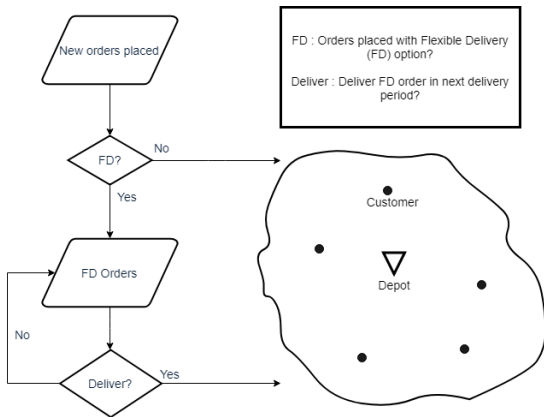 New orders placed
FD : Orders placed with Flexible Delivery
(FD) option?
Deliver : Deliver FD order in next delivery
period?
FD?
No
Yes
Customer
FD Orders
Depot
No
Deliver?
Yes